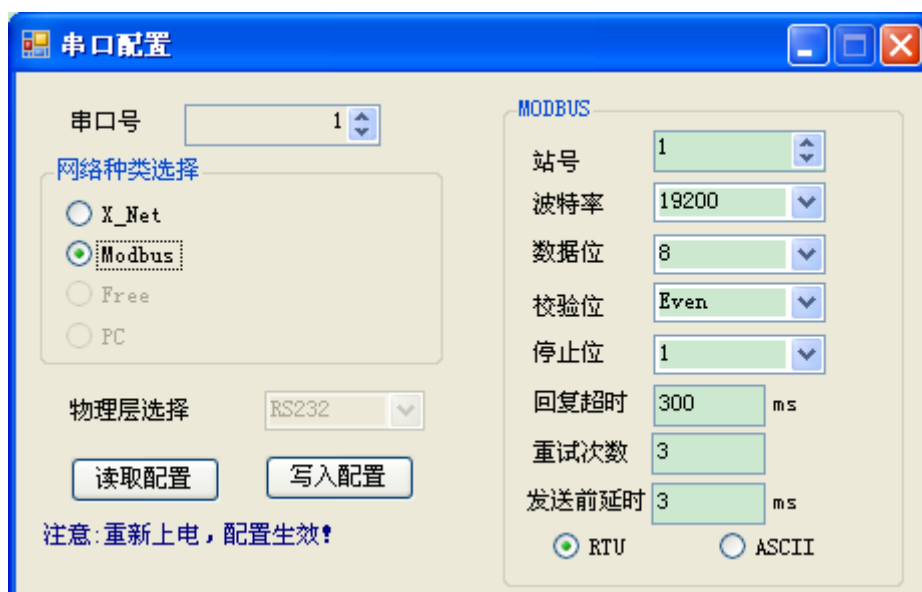 串口配置
串口号 1
网络种类选择
X_Net
Modbus
Free
PC
物理层选择 RS232
读取配置 写入配置
注意:重新上电,配置生效!
MODBUS
站号 1
波特率 19200
数据位 8
校验位 Even
停止位 1
回复超时 300 ms
重试次数 3
发送前延时 3 ms
RTU ASCII